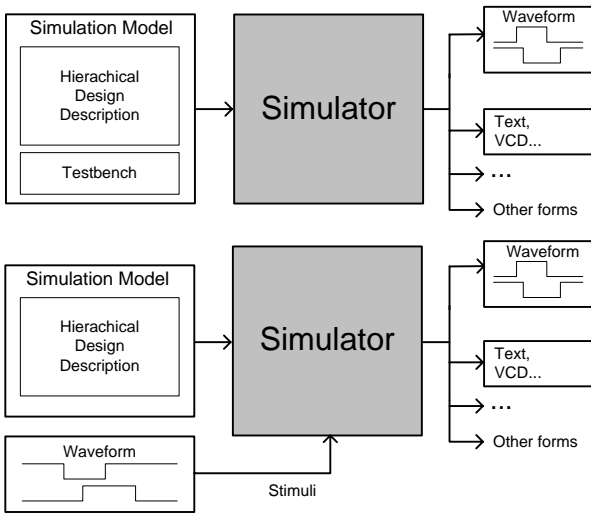 Simulation Model
Hierachical
Design
Description
Testbench
Simulator
Waveform
Text,
VCD...
...
Other forms
Simulation Model
Hierachical
Design
Description
Waveform
Stimuli
Simulator
Waveform
Text,
VCD...
...
Other forms